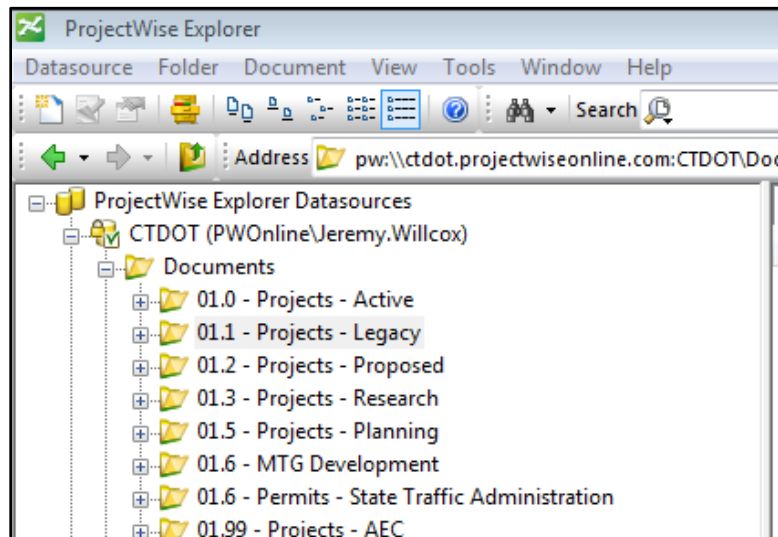 ProjectWise Explorer
Datasource Folder Document View Tools Window Help
Search
Address pw:\\ctdot.projectwiseonline.com:CTDOT\Doc
ProjectWise Explorer Datasources
CTDOT (PWOnline\Jeremy.Willcox)
Documents
01.0 - Projects - Active
01.1 - Projects - Legacy
01.2 - Projects - Proposed
01.3 - Projects - Research
01.5 - Projects - Planning
01.6 - MTG Development
01.6 - Permits - State Traffic Administration
01.99 - Projects - AEC